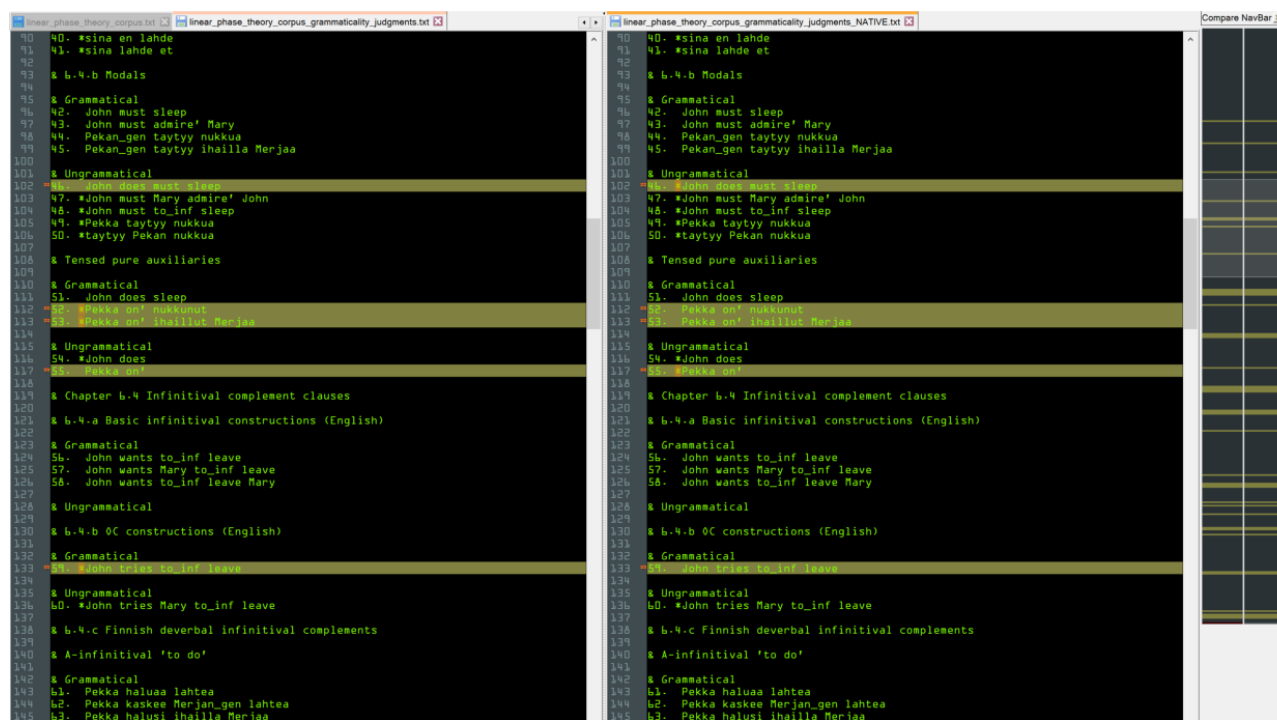 linear_phase_theory_corpus.txt linear_phase_theory_corpus_grammaticality_judgments.txt
90 40. *sina en lahde
91 41. *sina lahde et
92
93 & 6.4.b Modals
94
95 & Grammatical
96 42.  John must sleep
97 43.  John must admire' Mary
98 44.  Pekan_gen taytyy nukkua
99 45.  Pekan_gen taytyy ihailla Merjaa
100
101 & Ungrammatical
102 46.  John does must sleep
103 47. *John must Mary admire' John
104 48. *John must to_inf sleep
105 49. *Pekka taytyy nukkua
106 50. *taytyy Pekan nukkua
107
108 & Tensed pure auxiliaries
109
110 & Grammatical
111 51.  John does sleep
112 52. *Pekka on' nukkunut
113 53. *Pekka on' ihaillut Merjaa
114
115 & Ungrammatical
116 54. *John does
117 55.  Pekka on'
118
119 & Chapter 6.4 Infinitival complement clauses
120
121 & 6.4.a Basic infinitival constructions (English)
122
123 & Grammatical
124 56.  John wants to_inf leave
125 57.  John wants Mary to_inf leave
126 58.  John wants to_inf leave Mary
127
128 & Ungrammatical
129
130 & 6.4.b OC constructions (English)
131
132 & Grammatical
133 59. *John tries to_inf leave
134
135 & Ungrammatical
136 60. *John tries Mary to_inf leave
137
138 & 6.4.c Finnish deverbal infinitival complements
139
140 & A-infinitival 'to do'
141
142 & Grammatical
143 61.  Pekka haluaa lahtea
144 62.  Pekka kaskee Merjan_gen lahtea
145 63.  Pekka halusi ihailla Merjaa
linear_phase_theory_corpus_grammaticality_judgments_NATIVE.txt
90 40. *sina en lahde
91 41. *sina lahde et
92
93 & 6.4.b Modals
94
95 & Grammatical
96 42.  John must sleep
97 43.  John must admire' Mary
98 44.  Pekan_gen taytyy nukkua
99 45.  Pekan_gen taytyy ihailla Merjaa
100
101 & Ungrammatical
102 46. *John does must sleep
103 47. *John must Mary admire' John
104 48. *John must to_inf sleep
105 49. *Pekka taytyy nukkua
106 50. *taytyy Pekan nukkua
107
108 & Tensed pure auxiliaries
109
110 & Grammatical
111 51.  John does sleep
112 52.  Pekka on' nukkunut
113 53.  Pekka on' ihaillut Merjaa
114
115 & Ungrammatical
116 54. *John does
117 55. *Pekka on'
118
119 & Chapter 6.4 Infinitival complement clauses
120
121 & 6.4.a Basic infinitival constructions (English)
122
123 & Grammatical
124 56.  John wants to_inf leave
125 57.  John wants Mary to_inf leave
126 58.  John wants to_inf leave Mary
127
128 & Ungrammatical
129
130 & 6.4.b OC constructions (English)
131
132 & Grammatical
133 59.  John tries to_inf leave
134
135 & Ungrammatical
136 60. *John tries Mary to_inf leave
137
138 & 6.4.c Finnish deverbal infinitival complements
139
140 & A-infinitival 'to do'
141
142 & Grammatical
143 61.  Pekka haluaa lahtea
144 62.  Pekka kaskee Merjan_gen lahtea
145 63.  Pekka halusi ihailla Merjaa
Compare NavBar